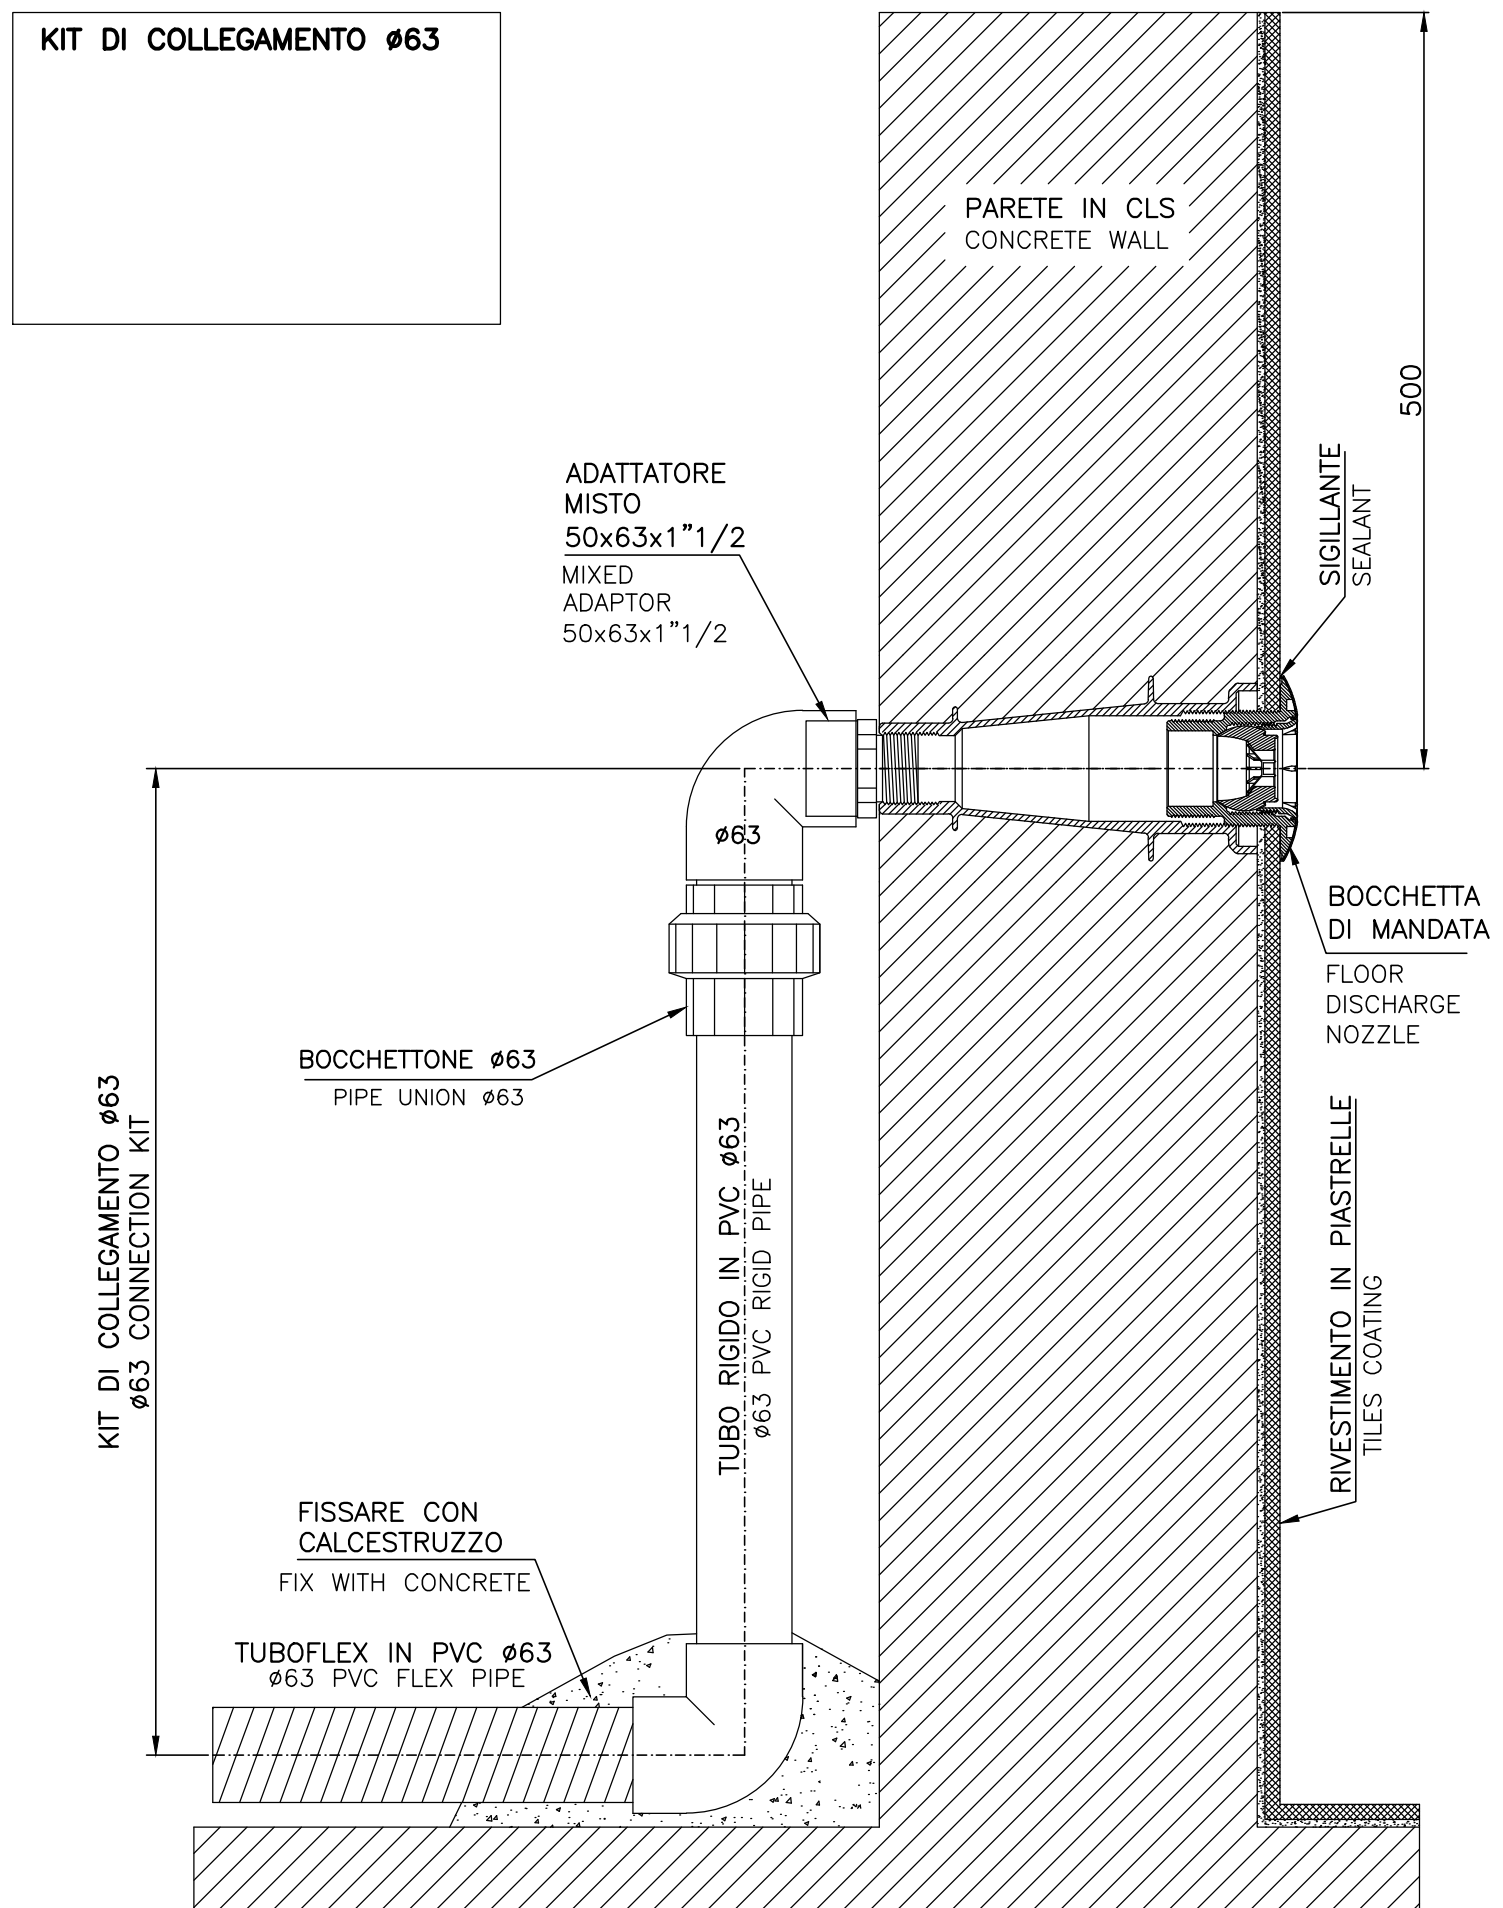 KIT DI COLLEGAMENTO ø63
PARETE IN CLS
CONCRETE WALL
500
ADATTATORE
MISTO
50x63x1”1/2
MIXED
ADAPTOR
50x63x1”1/2
SIGILLANTE
SEALANT
ø63
BOCCHETTA
DI MANDATA
FLOOR
DISCHARGE
NOZZLE
BOCCHETTONE ø63
PIPE UNION ø63
KIT DI COLLEGAMENTO ø63
ø63 CONNECTION KIT
TUBO RIGIDO IN PVC ø63
ø63 PVC RIGID PIPE
RIVESTIMENTO IN PIASTRELLE
TILES COATING
FISSARE CON
CALCESTRUZZO
FIX WITH CONCRETE
TUBOFLEX IN PVC ø63
ø63 PVC FLEX PIPE